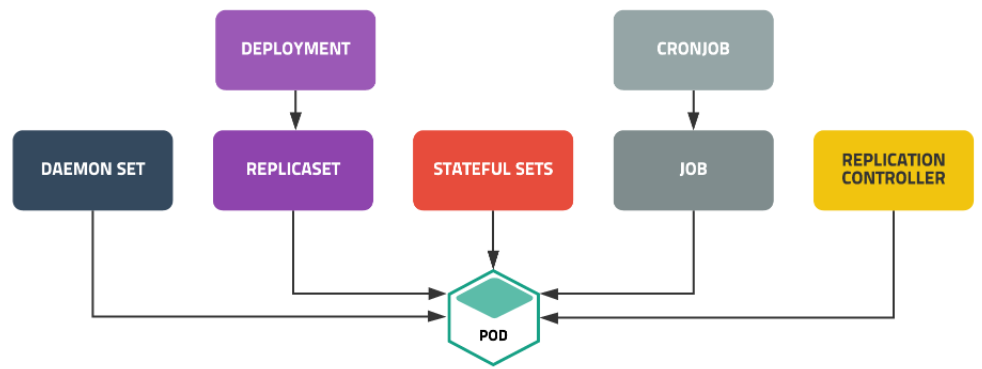 DEPLOYMENT
CRONJOB
DAEMON SET
REPLICASET
STATEFUL SETS
JOB
REPLICATION
CONTROLLER
POD